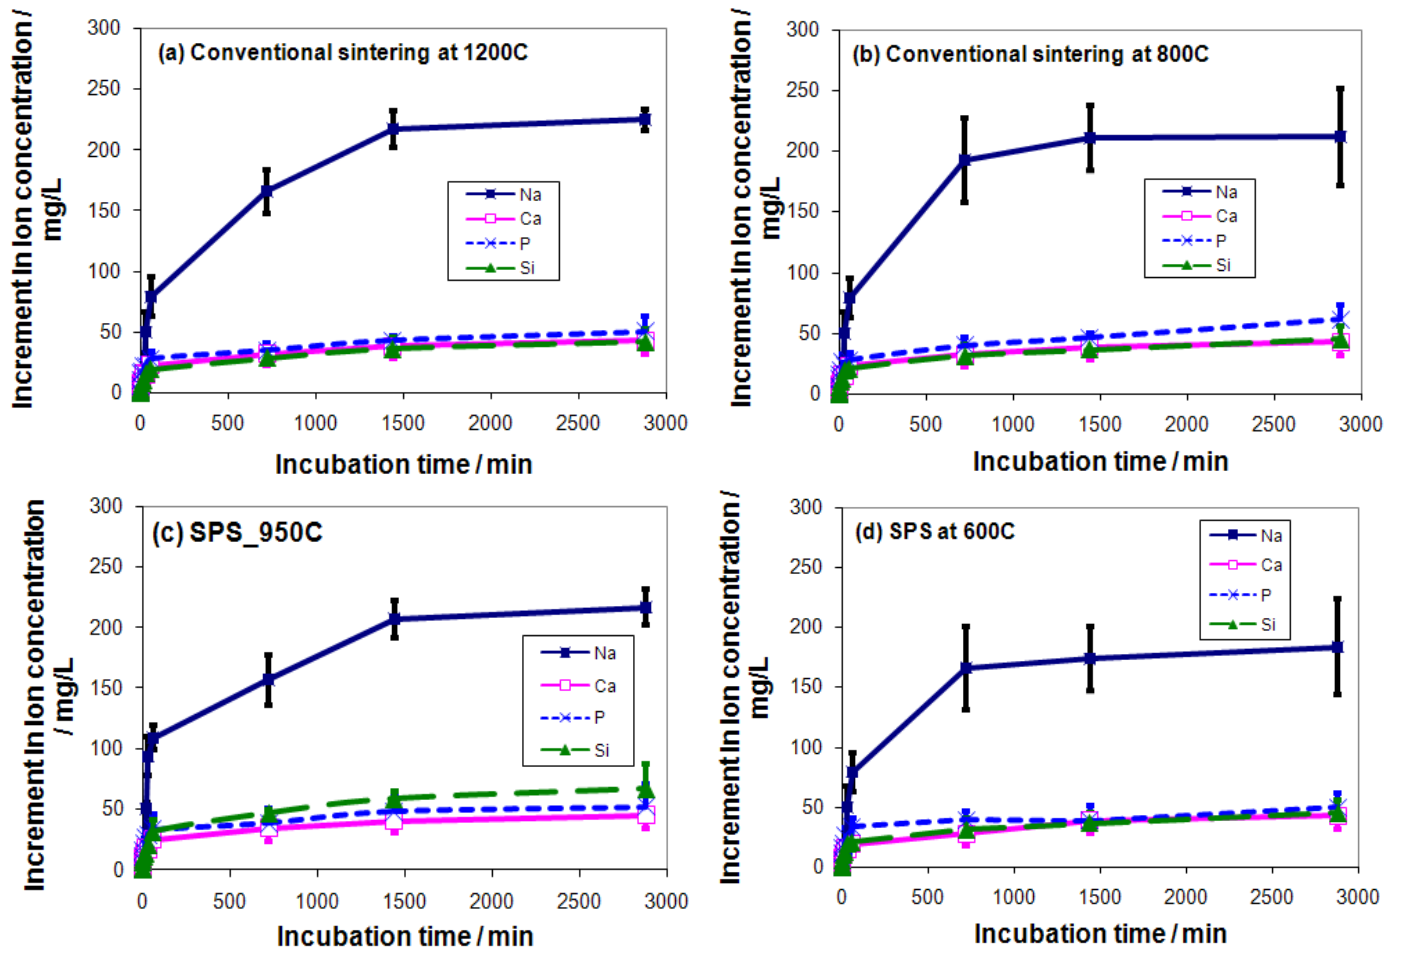 Increment In Ion concentration /
mg/L
300
250
200
150
100
50
0
(a) Conventional sintering at 1200C
Na
Ca
P
Si
0 500 1000 1500 2000 2500 3000
Incubation time / min
Increment In Ion concentration /
mg/L
300
250
200
150
100
50
0
(b) Conventional sintering at 800C
Na
Ca
P
Si
0 500 1000 1500 2000 2500 3000
Incubation time / min
Increment In Ion concentration
/ mg/L
300
250
200
150
100
50
0
(c) SPS_950C
Na
Ca
P
Si
0 500 1000 1500 2000 2500 3000
Incubation time / min
Increment In Ion concentration /
mg/L
300
250
200
150
100
50
0
(d) SPS at 600C
Na
Ca
P
Si
0 500 1000 1500 2000 2500 3000
Incubation time / min